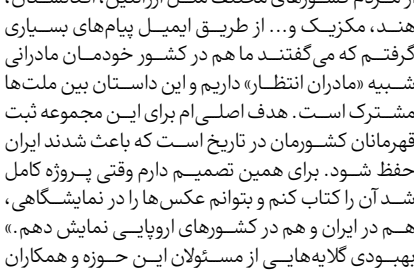 از مردم کشورهای مختلف مثل آرژانتین، افغانستان،
هند، مکزیک و... از طریق ایمیل پیام‌های بسیاری
گرفتم که می‌گفتند ما هم در کشور خودمان مادرانی
شبیه «مادران انتظار» داریم و این داستان بین ملت‌ها
مشترک است. هدف اصلی‌ام برای این مجموعه ثبت
قهرمانان کشورمان در تاریخ است که باعث شدند ایران
حفظ شود. برای همین تصمیم دارم وقتی پروژه کامل
شد آن را کتاب کنم و بتوانم عکس‌ها را در نمایشگاهی،
هم در ایران و هم در کشورهای اروپایی نمایش دهم.»
بهبودی گلایه‌هایی از مسئولان این حوزه و همکاران